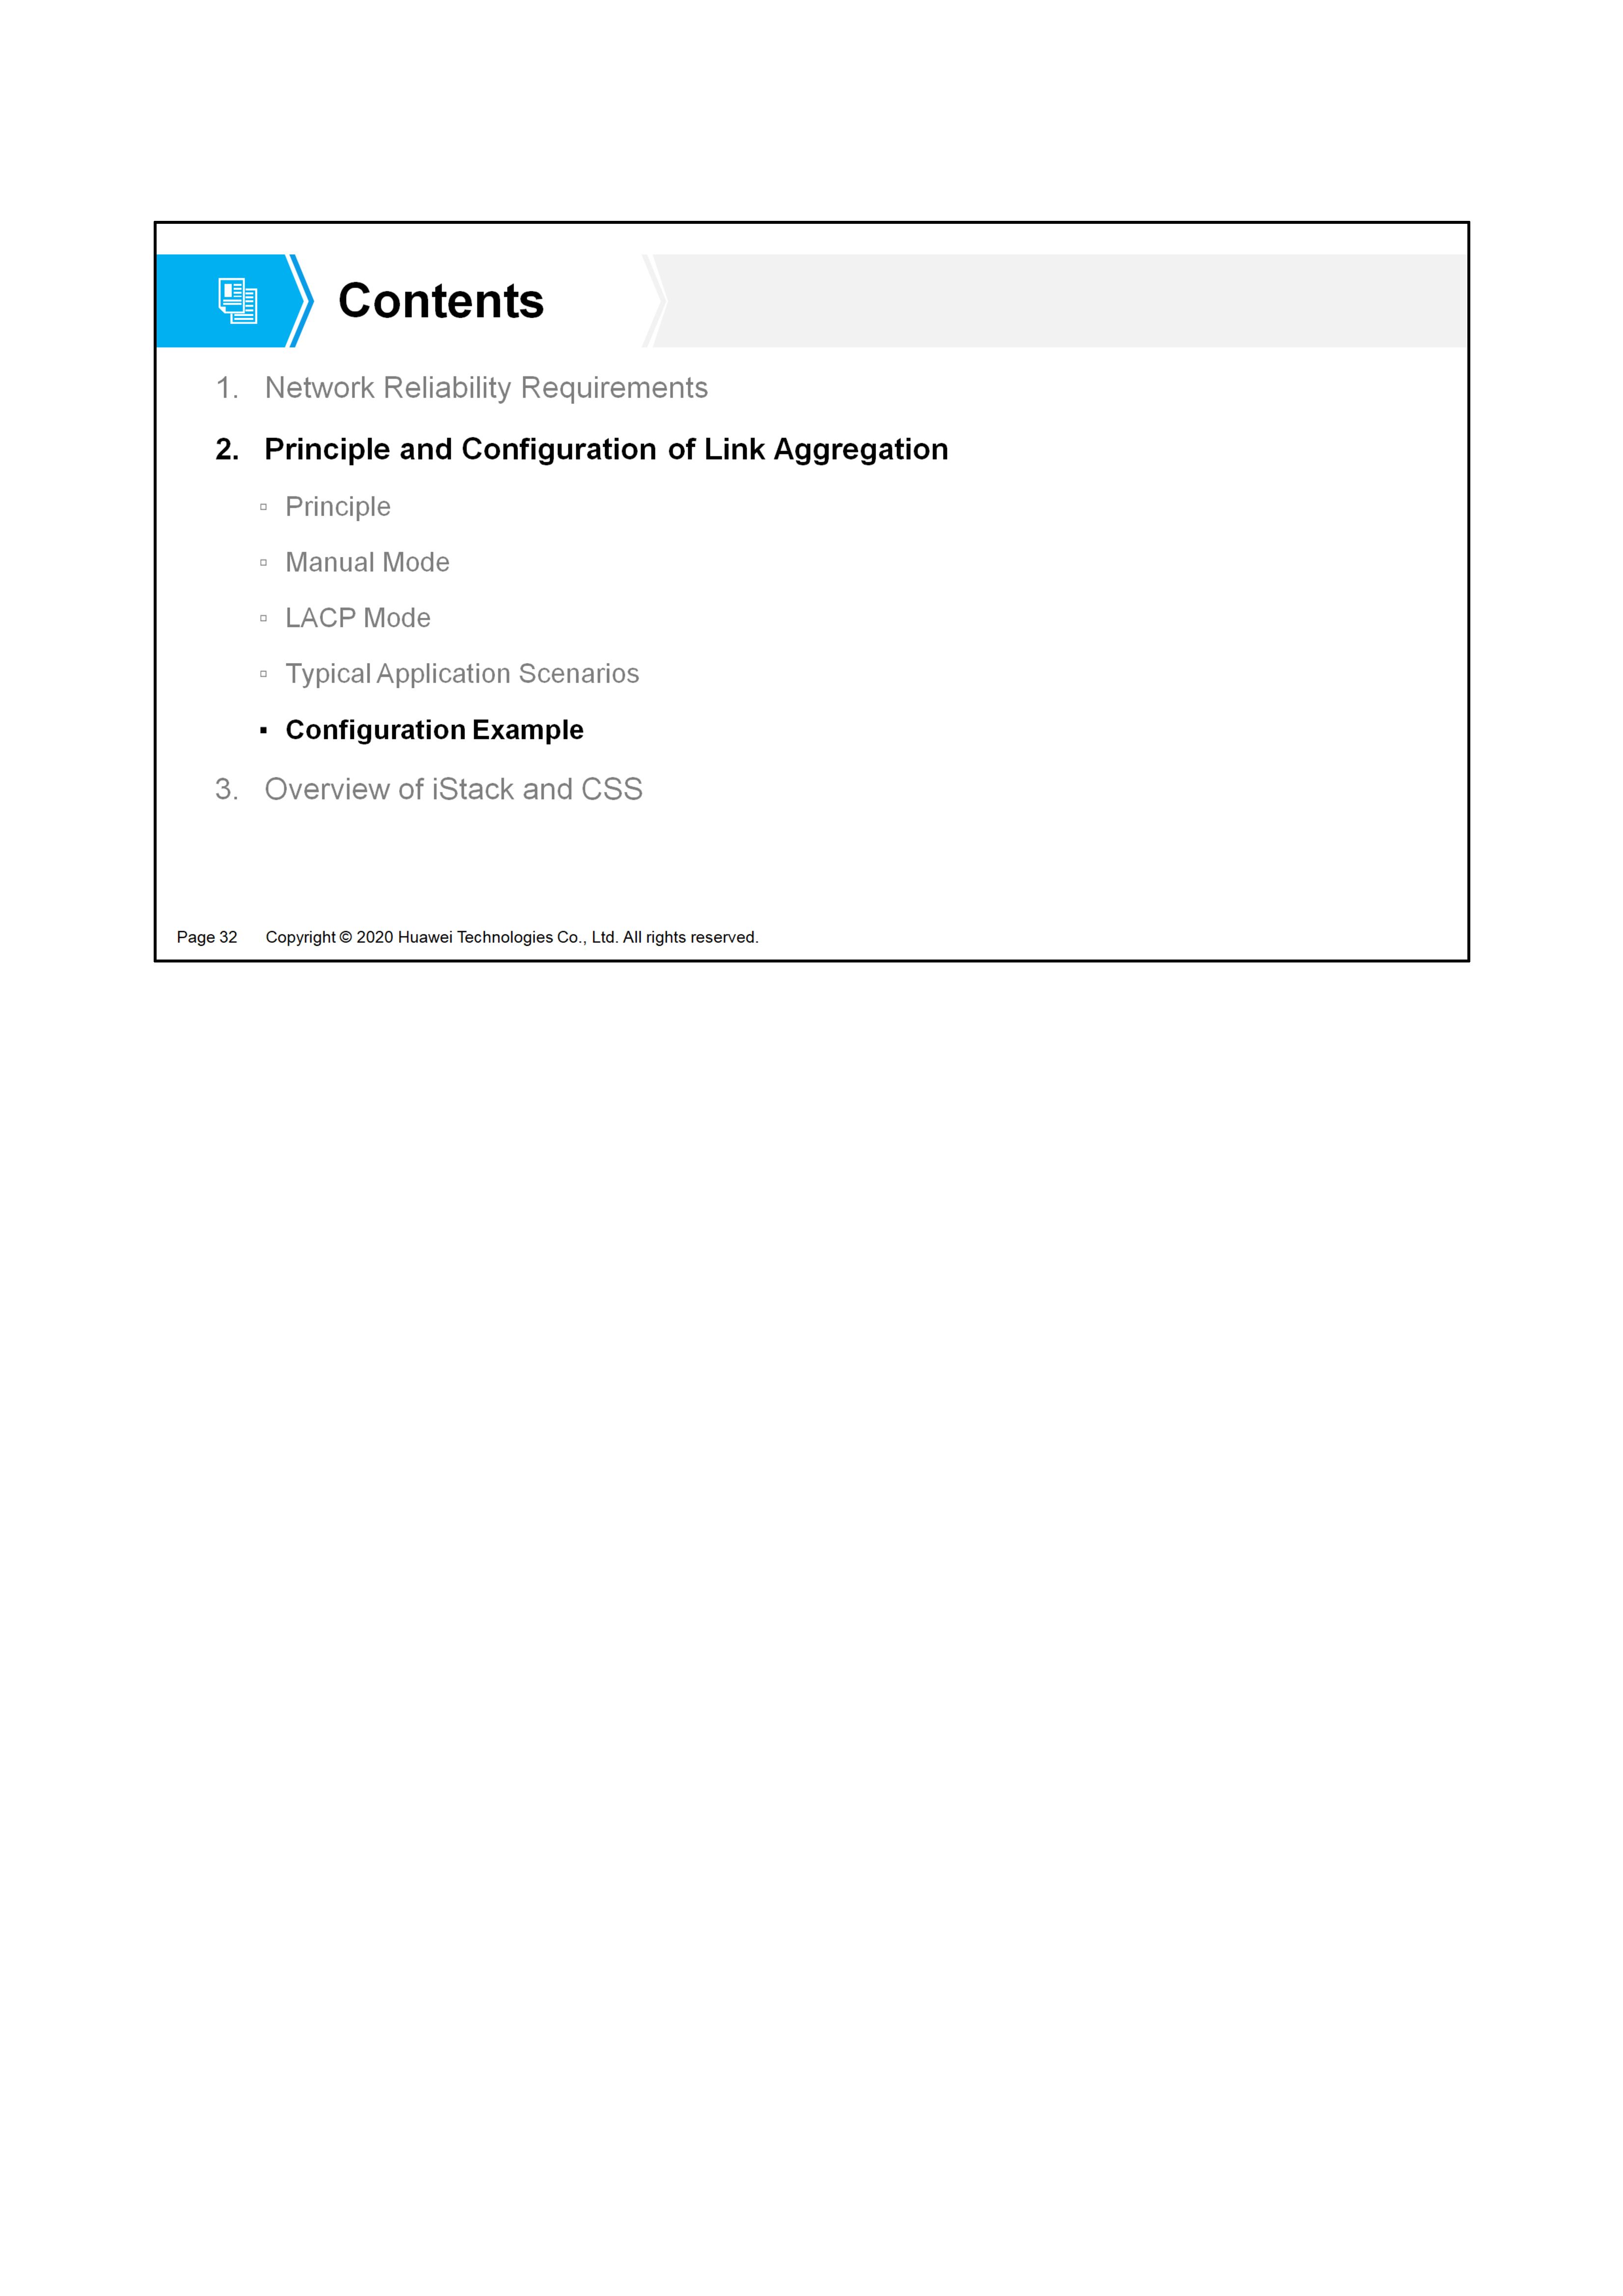 Contents
1. Network Reliability Requirements
2. Principle and Configuration of Link Aggregation
▫ Principle
▫ Manual Mode
▫ LACP Mode
▫ Typical Application Scenarios
▪ Configuration Example
3. Overview of iStack and CSS
Page 32 Copyright © 2020 Huawei Technologies Co., Ltd. All rights reserved.